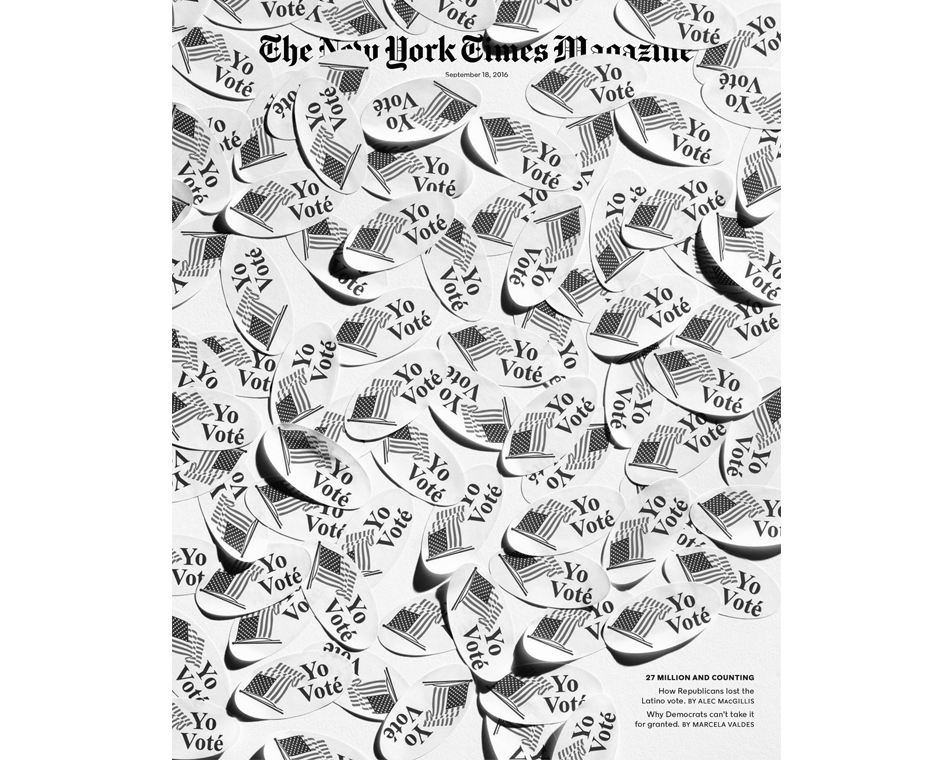 The New York Times Magazine
September 18, 2016
Yo
Voté
27 MILLION AND COUNTING
How Republicans lost the
Latino vote. BY ALEC MacGILLIS
Why Democrats can't take it
for granted. BY MARCELA VALDES